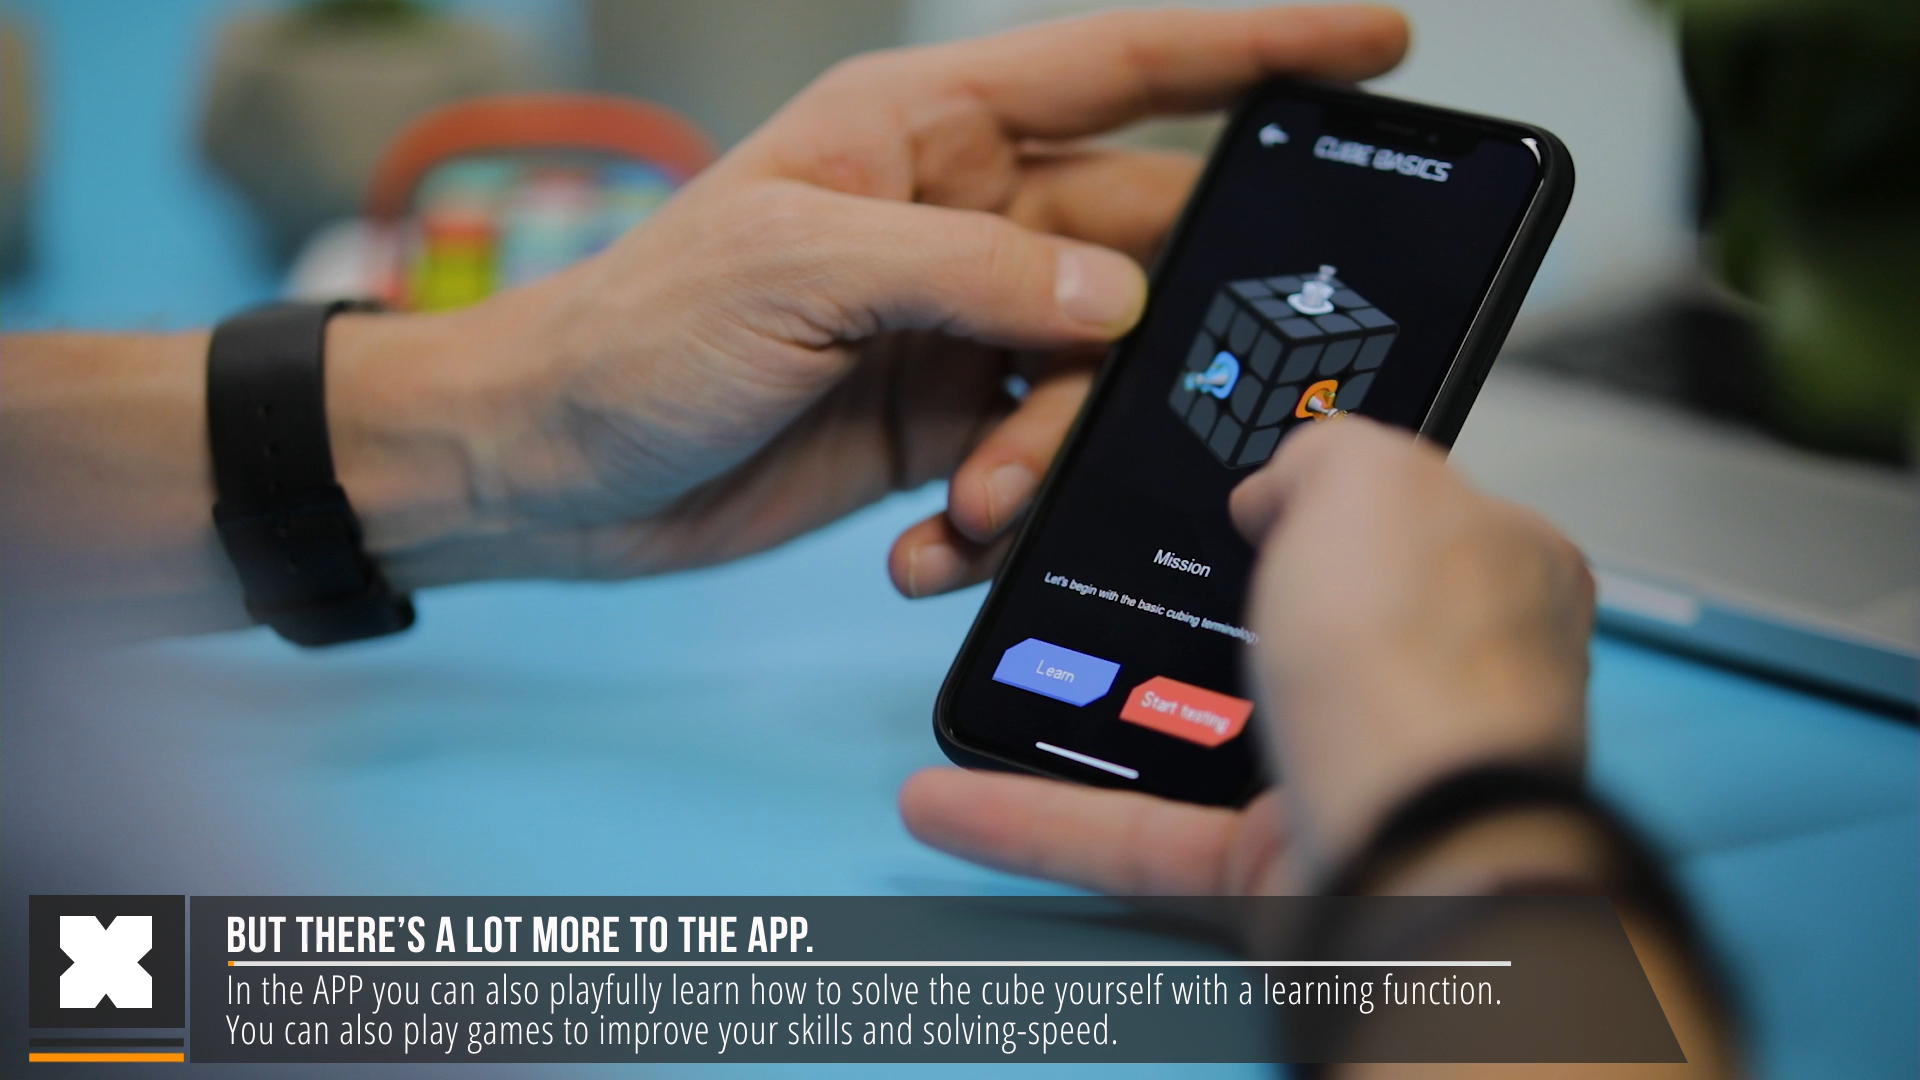 CUBE BASICS
Mission
Let's begin with the basic cubing terminology
Learn
Start testing
BUT THERE'S A LOT MORE TO THE APP.
In the APP you can also playfully learn how to solve the cube yourself with a learning function.
You can also play games to improve your skills and solving-speed.